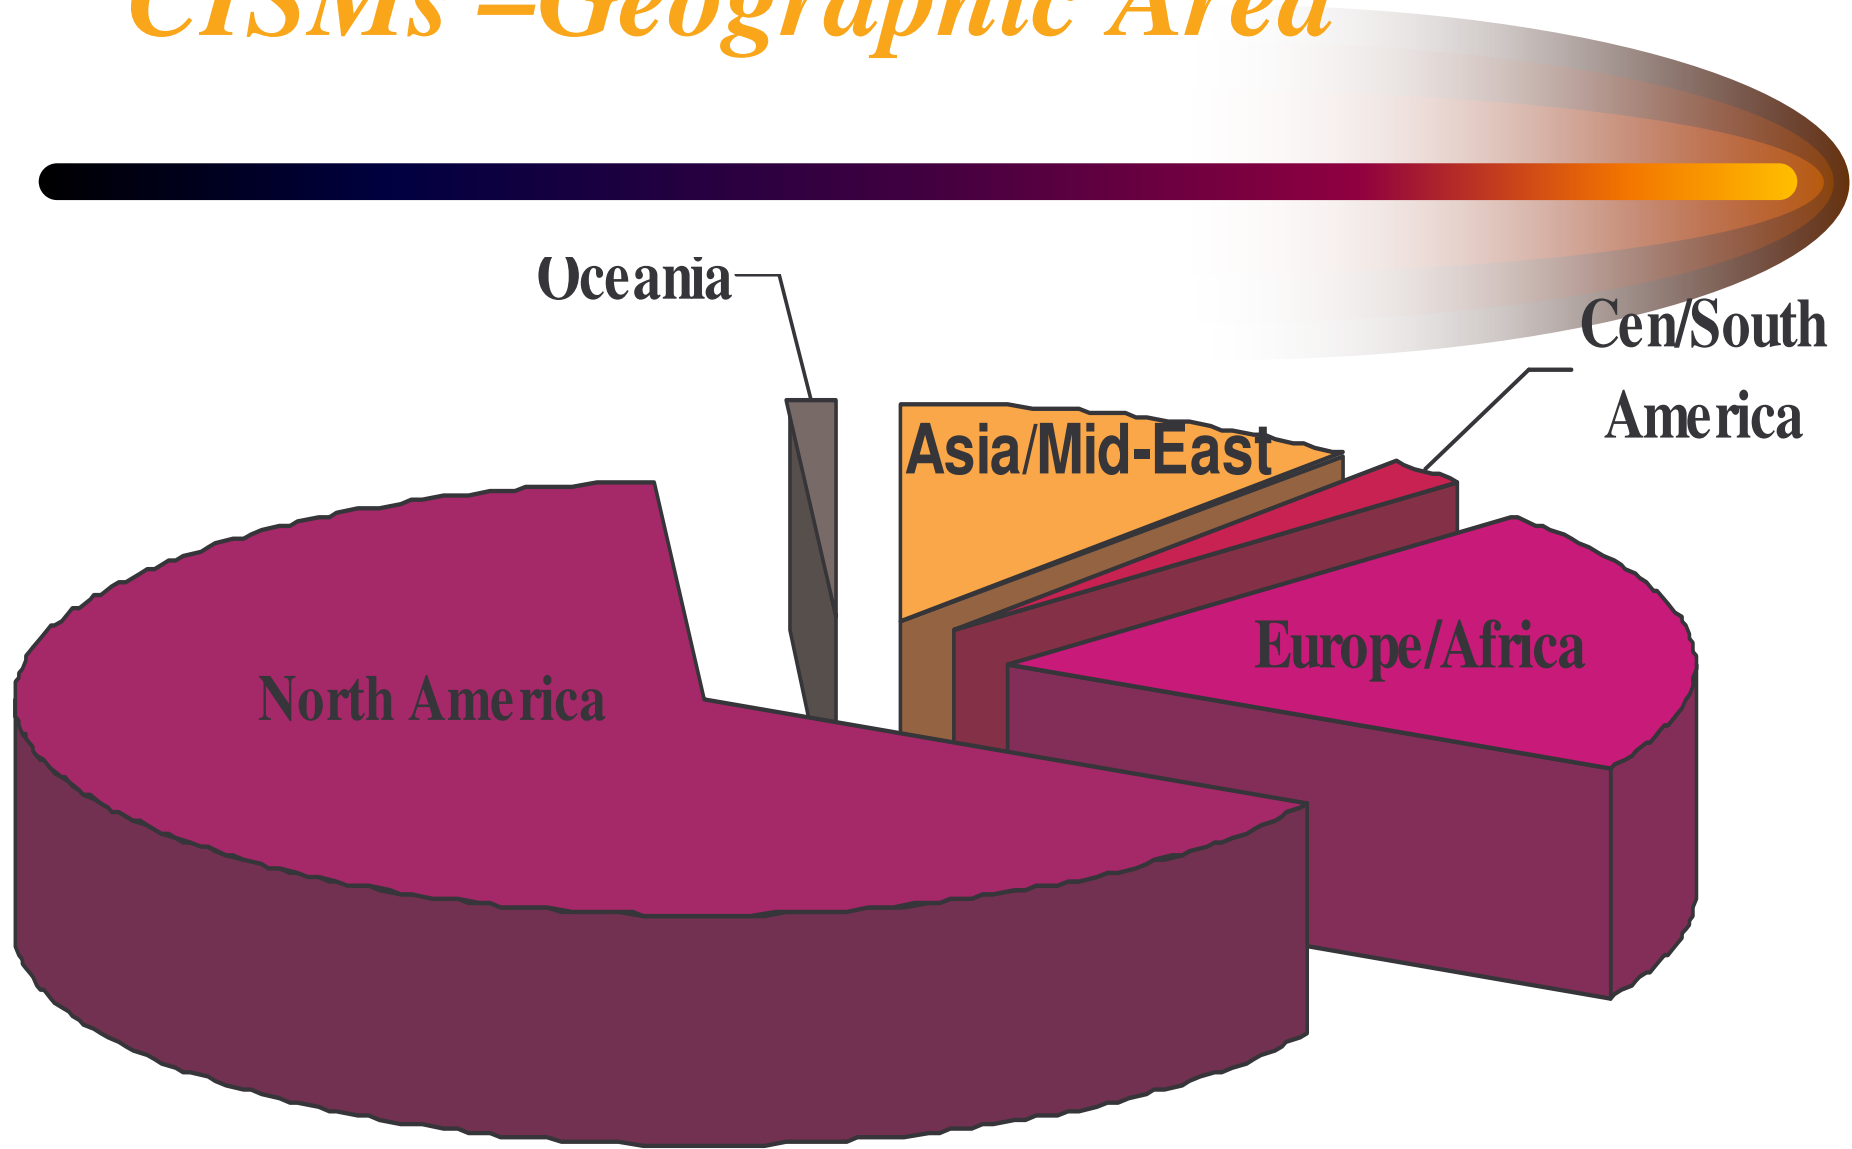 CISMs –Geographic Area
Oceania
Cen/South
America
Asia/Mid-East
Europe/Africa
North America